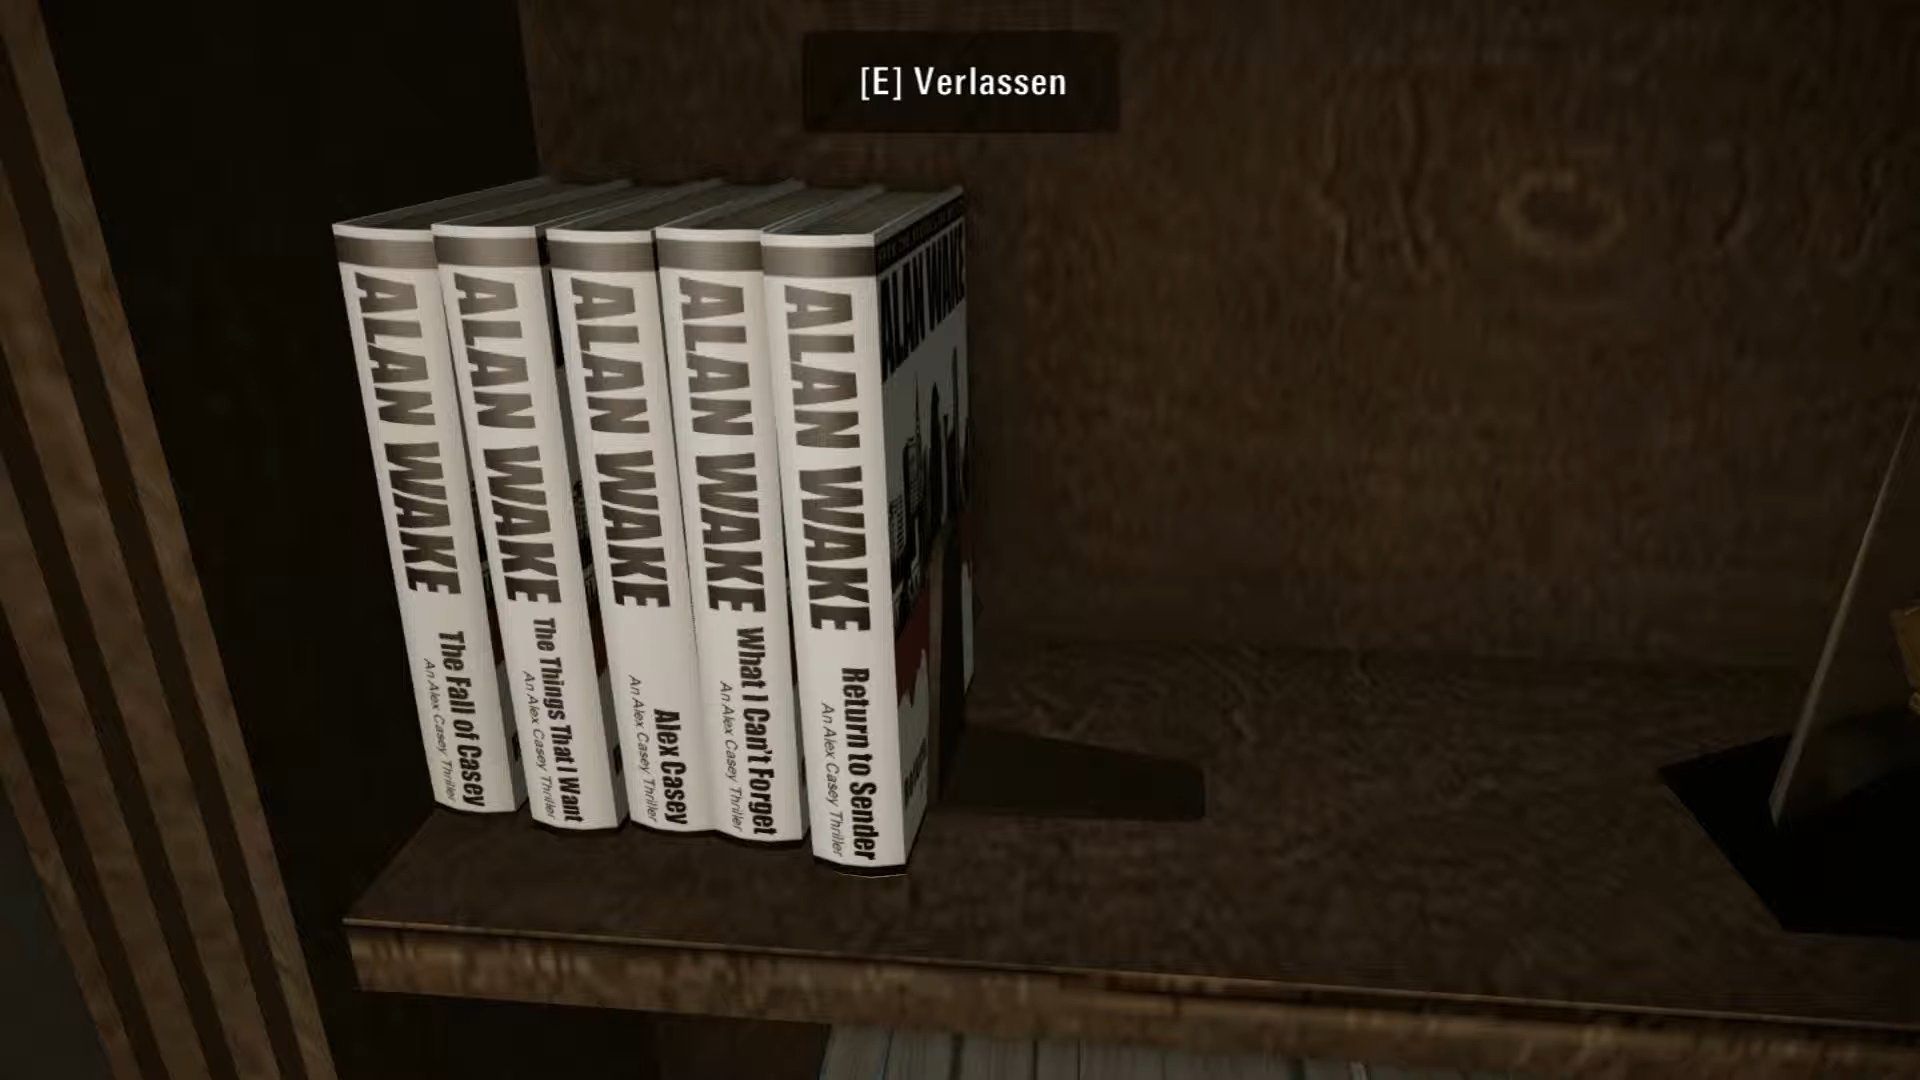 [E] Verlassen
ALAN WAKE
The Fall of Casey
An Alex Casey Thriller
ALAN WAKE
The Things That I Want
An Alex Casey Thriller
ALAN WAKE
Alex Casey
An Alex Casey Thriller
ALAN WAKE
What I Can't Forget
An Alex Casey Thriller
ALAN WAKE
Return to Sender
An Alex Casey Thriller
ALAN WAKE